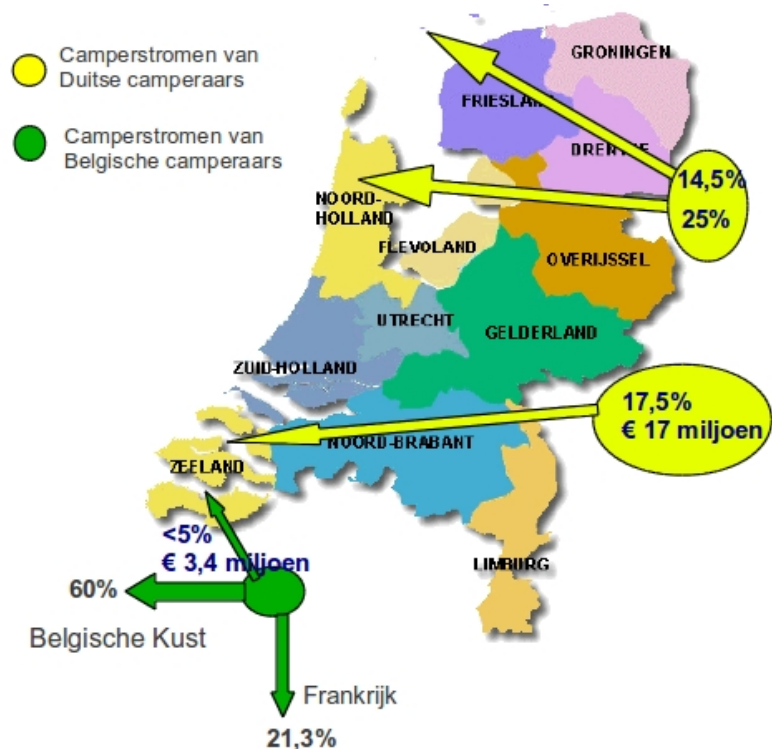 Camperstromen van
Duitse camperaars
Camperstromen van
Belgische camperaars
GRONINGEN
FRIESLAN
DRENTHE
14,5%
25%
NOORD-
HOLLAND
FLEVOLAND
OVERIJSSEL
UTRECHT
GELDERLAND
ZUID-HOLLAND
17,5%
€ 17 miljoen
NOORD-BRABANT
ZEELAND
<5%
€ 3,4 miljoen
LIMBURG
60%
Belgische Kust
Frankrijk
21,3%